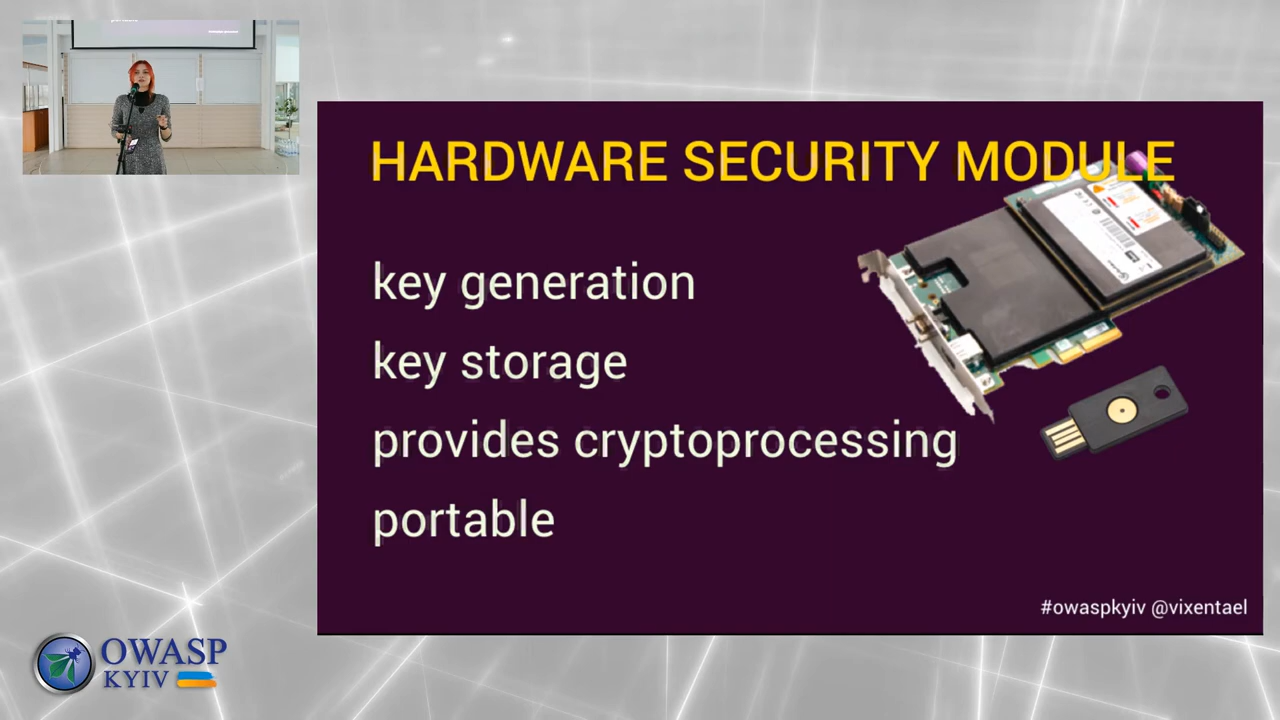 HARDWARE SECURITY MODULE
key generation
key storage
provides cryptoprocessing
portable
#owaspkyiv @vixentael
OWASP
KYIV